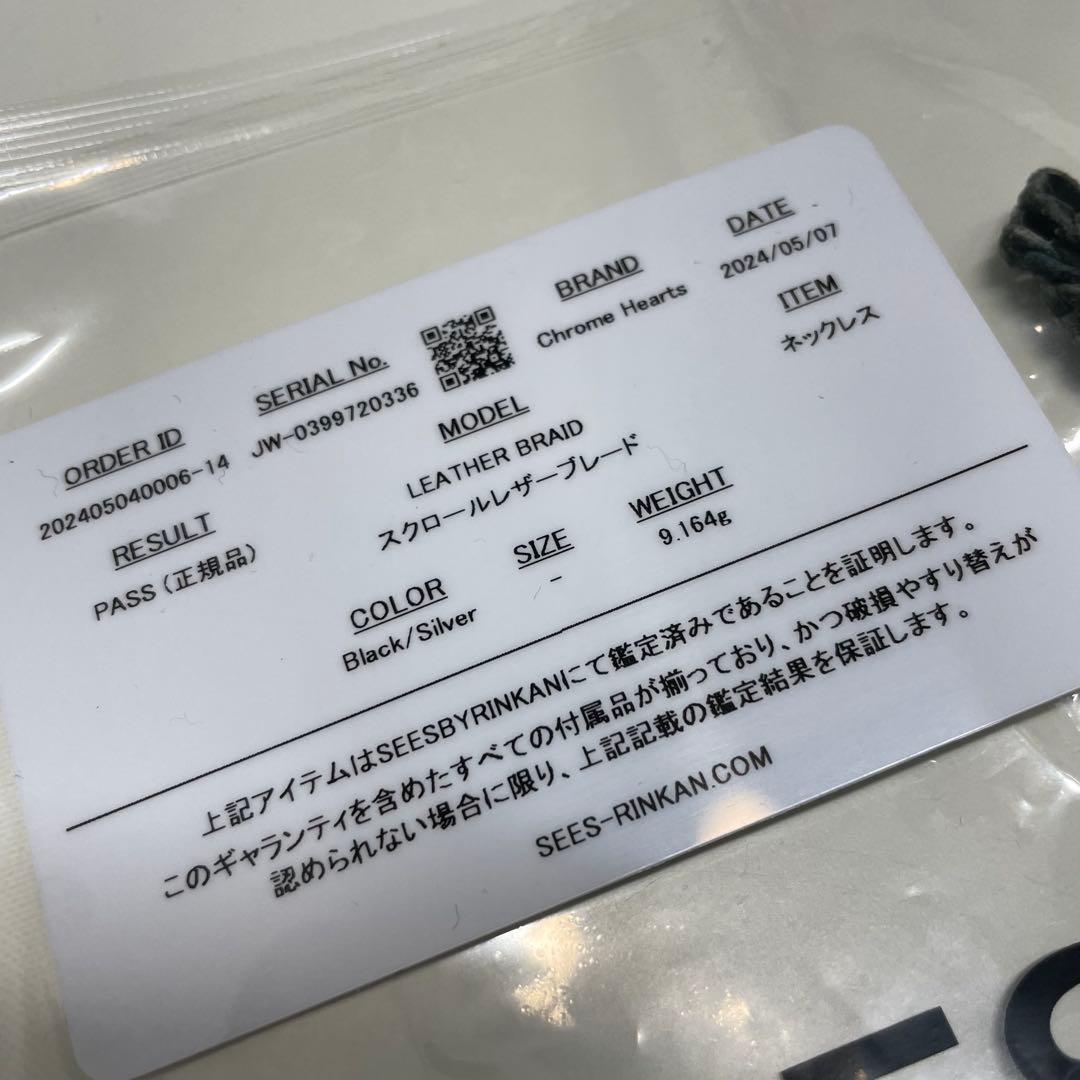 ORDER ID
202405040006-14
SERIAL No.
JW-0399720336
BRAND
Chrome Hearts
DATE
2024/05/07
RESULT
PASS (正規品)
MODEL
LEATHER BRAID
スクロールレザーブレード
ITEM
ネックレス
COLOR
Black/Silver
SIZE
-
WEIGHT
9.164g
上記アイテムはSEESBYRINKANにて鑑定済みであることを証明します。
このギャランティを含めたすべての付属品が揃っており、かつ破損やすり替えが
認められない場合に限り、上記記載の鑑定結果を保証します。
SEES-RINKAN.COM